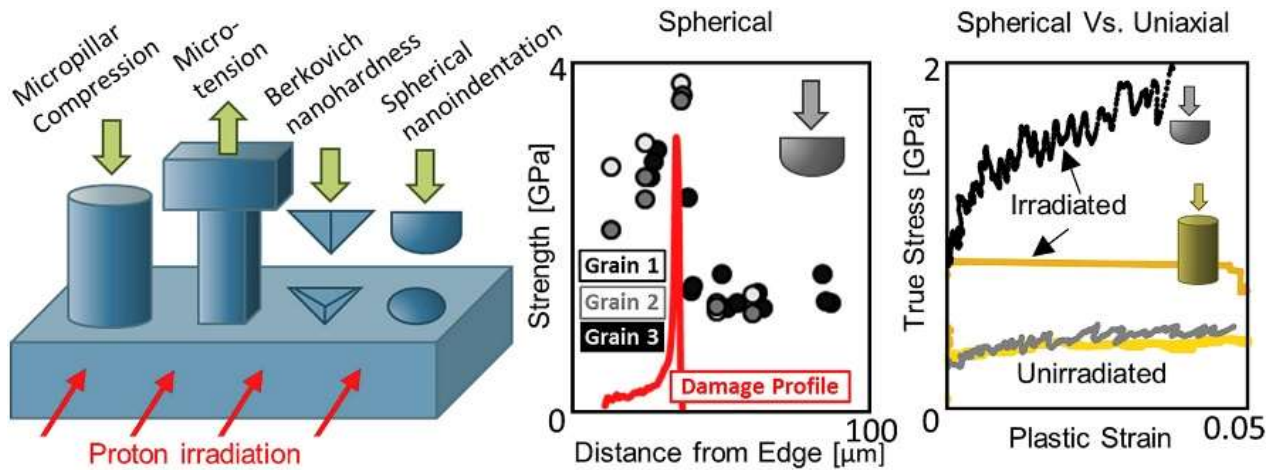 Micropillar
Compression
Micro-
tension
Berkovich
nanohardness
Spherical
nanoindentation
Proton irradiation
Spherical
4
Strength [GPa]
Grain 1
Grain 2
Grain 3
Damage Profile
0
100
Distance from Edge [μm]
Spherical Vs. Uniaxial
2
True Stress [GPa]
Irradiated
Unirradiated
0
0.05
Plastic Strain